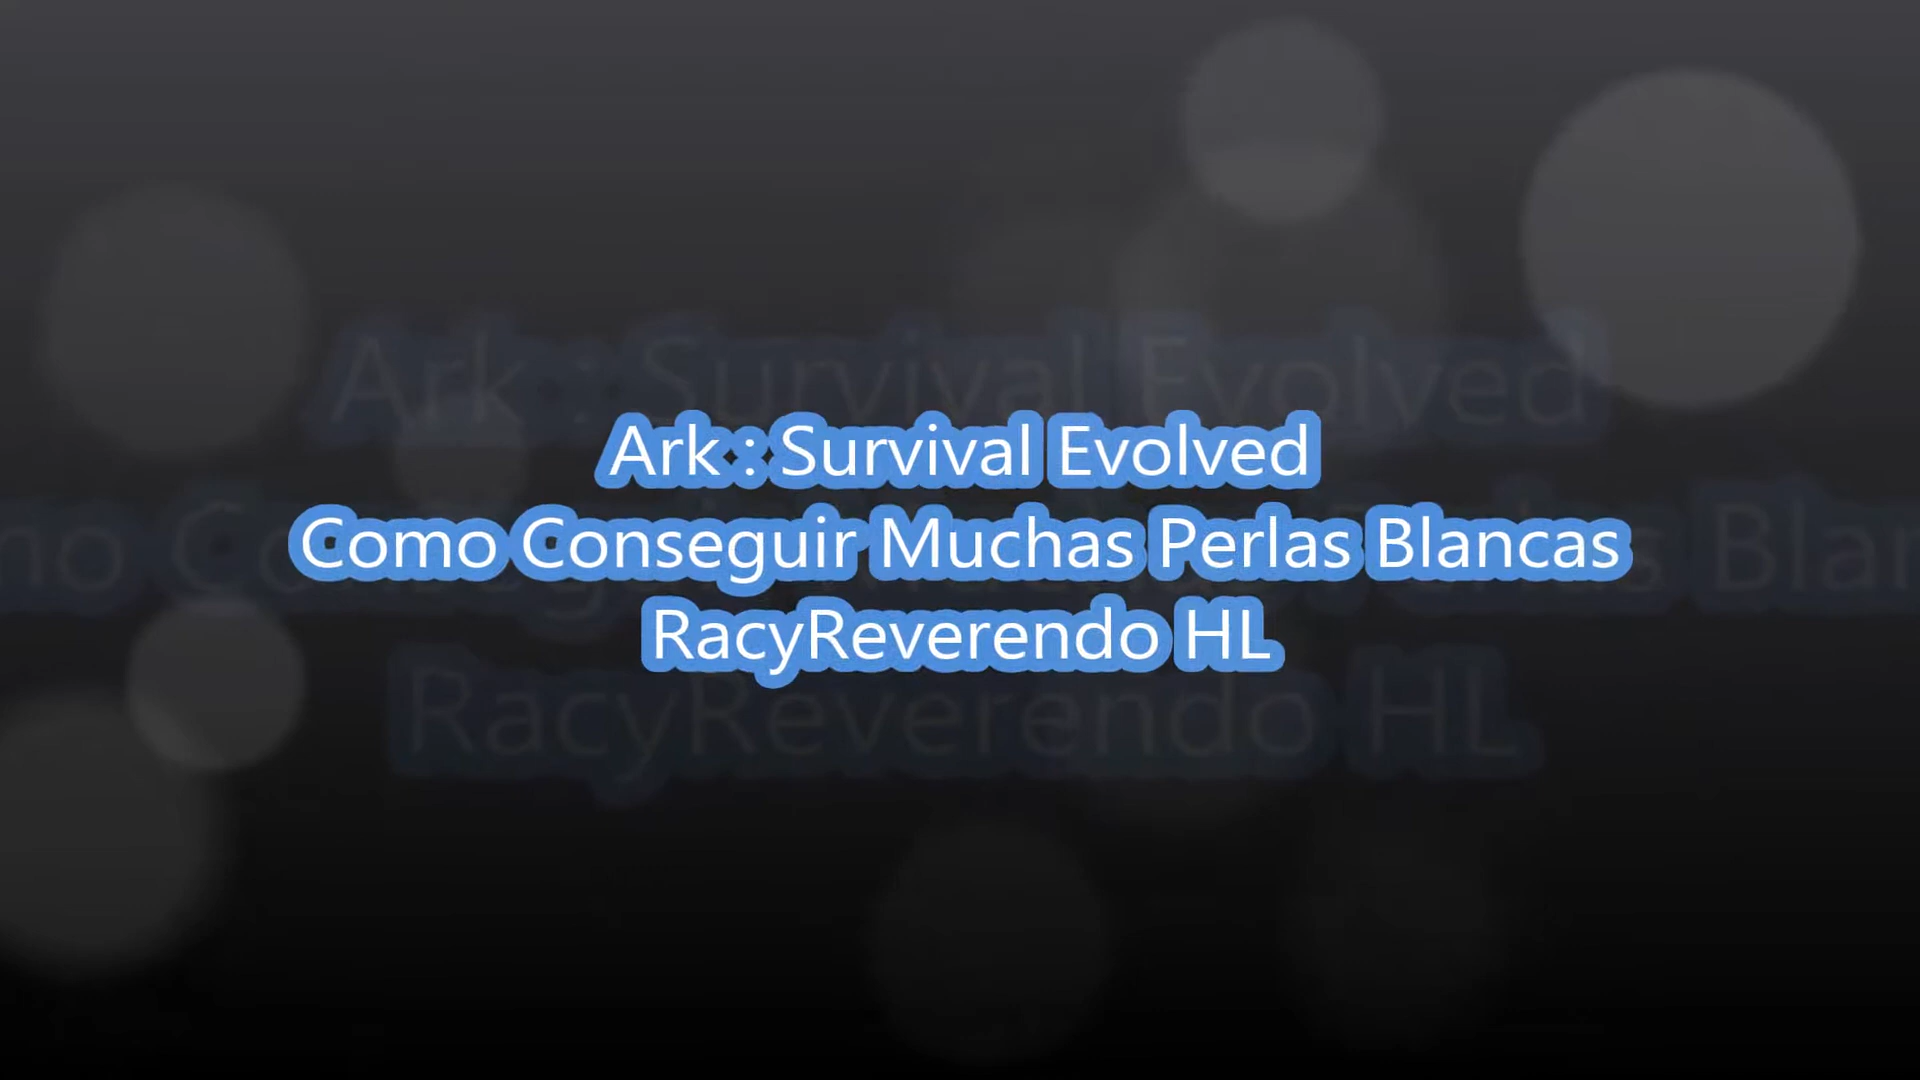 Ark : Survival Evolved
Como Conseguir Muchas Perlas Blancas
RacyReverendo HL